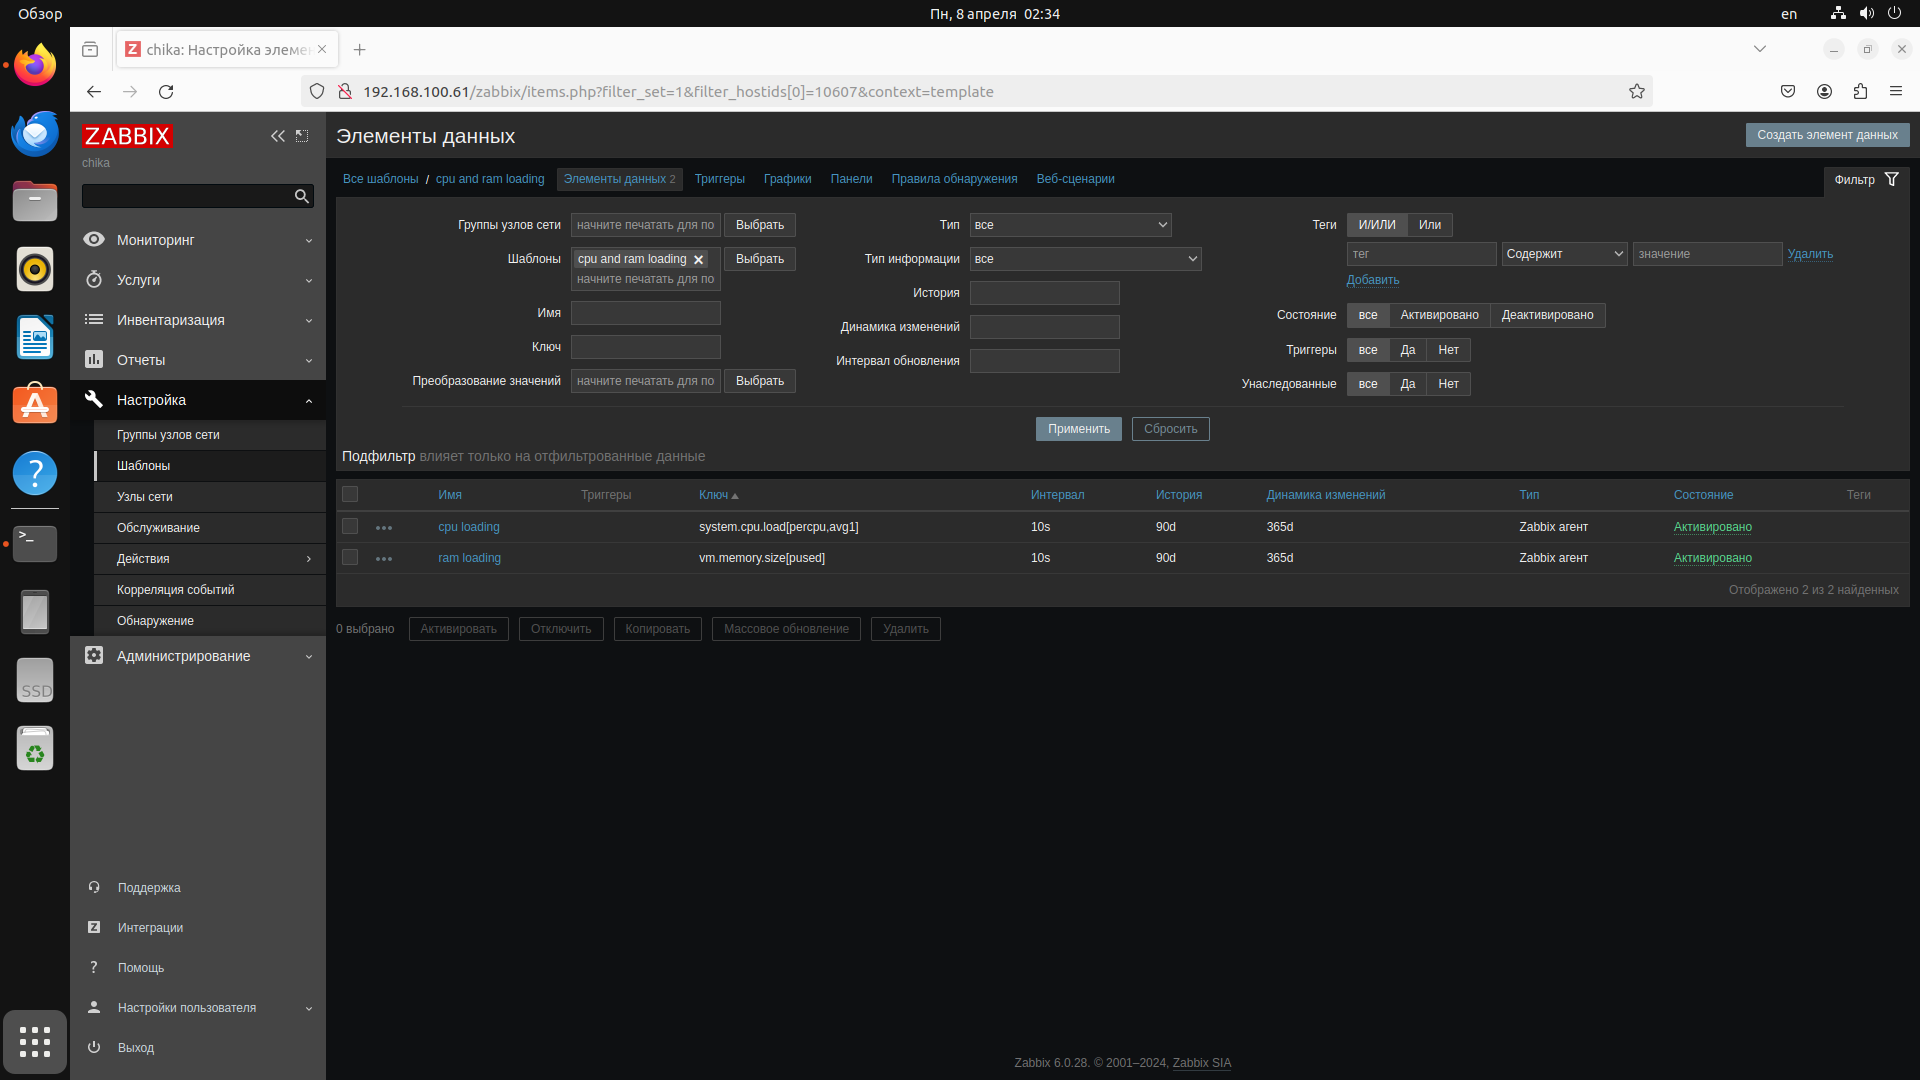 Обзор
Пн, 8 апреля 02:34
en
chika: Настройка элемен
192.168.100.61/zabbix/items.php?filter_set=1&filter_hostids[0]=10607&context=template
ZABBIX
chika
Мониторинг
Услуги
Инвентаризация
Отчеты
Настройка
Группы узлов сети
Шаблоны
Узлы сети
Обслуживание
Действия
Корреляция событий
Обнаружение
Администрирование
Поддержка
Интеграции
Помощь
Настройки пользователя
Выход
SSD
Элементы данных
Создать элемент данных
Все шаблоны / cpu and ram loading Элементы данных 2 Триггеры Графики Панели Правила обнаружения Веб-сценарии
Фильтр
Группы узлов сети начните печатать для по Выбрать
Шаблоны cpu and ram loading Выбрать
начните печатать для по
Имя
Ключ
Преобразование значений начните печатать для по Выбрать
Тип все
Тип информации все
История
Динамика изменений
Интервал обновления
Теги И/ИЛИ Или
тег Содержит значение Удалить
Добавить
Состояние все Активировано Деактивировано
Триггеры все Да Нет
Унаследованные все Да Нет
Применить Сбросить
Подфильтр влияет только на отфильтрованные данные
Имя Триггеры Ключ Интервал История Динамика изменений Тип Состояние Теги
cpu loading system.cpu.load[percpu,avg1] 10s 90d 365d Zabbix агент Активировано
ram loading vm.memory.size[pused] 10s 90d 365d Zabbix агент Активировано
Отображено 2 из 2 найденных
0 выбрано Активировать Отключить Копировать Массовое обновление Удалить
Zabbix 6.0.28. © 2001–2024, Zabbix SIA